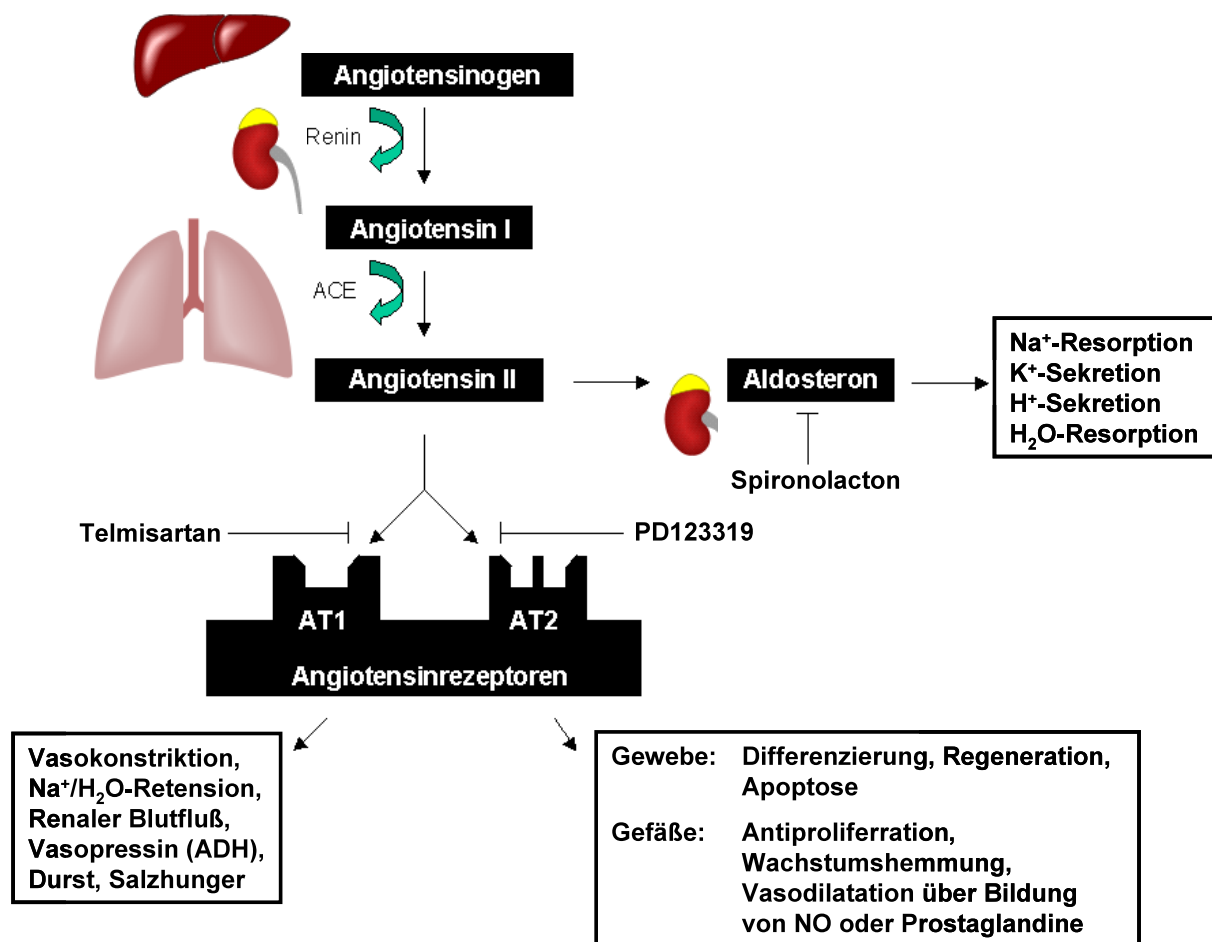 Angiotensinogen
Renin
Angiotensin I
ACE
Angiotensin II
Aldosteron
Na⁺-Resorption
K⁺-Sekretion
H⁺-Sekretion
H₂O-Resorption
Spironolacton
Telmisartan
PD123319
AT1
AT2
Angiotensinrezeptoren
Vasokonstriktion,
Na⁺/H₂O-Retension,
Renaler Blutfluß,
Vasopressin (ADH),
Durst, Salzhunger
Gewebe: Differenzierung, Regeneration,
Apoptose
Gefäße: Antiproliferration,
Wachstumshemmung,
Vasodilatation über Bildung
von NO oder Prostaglandine